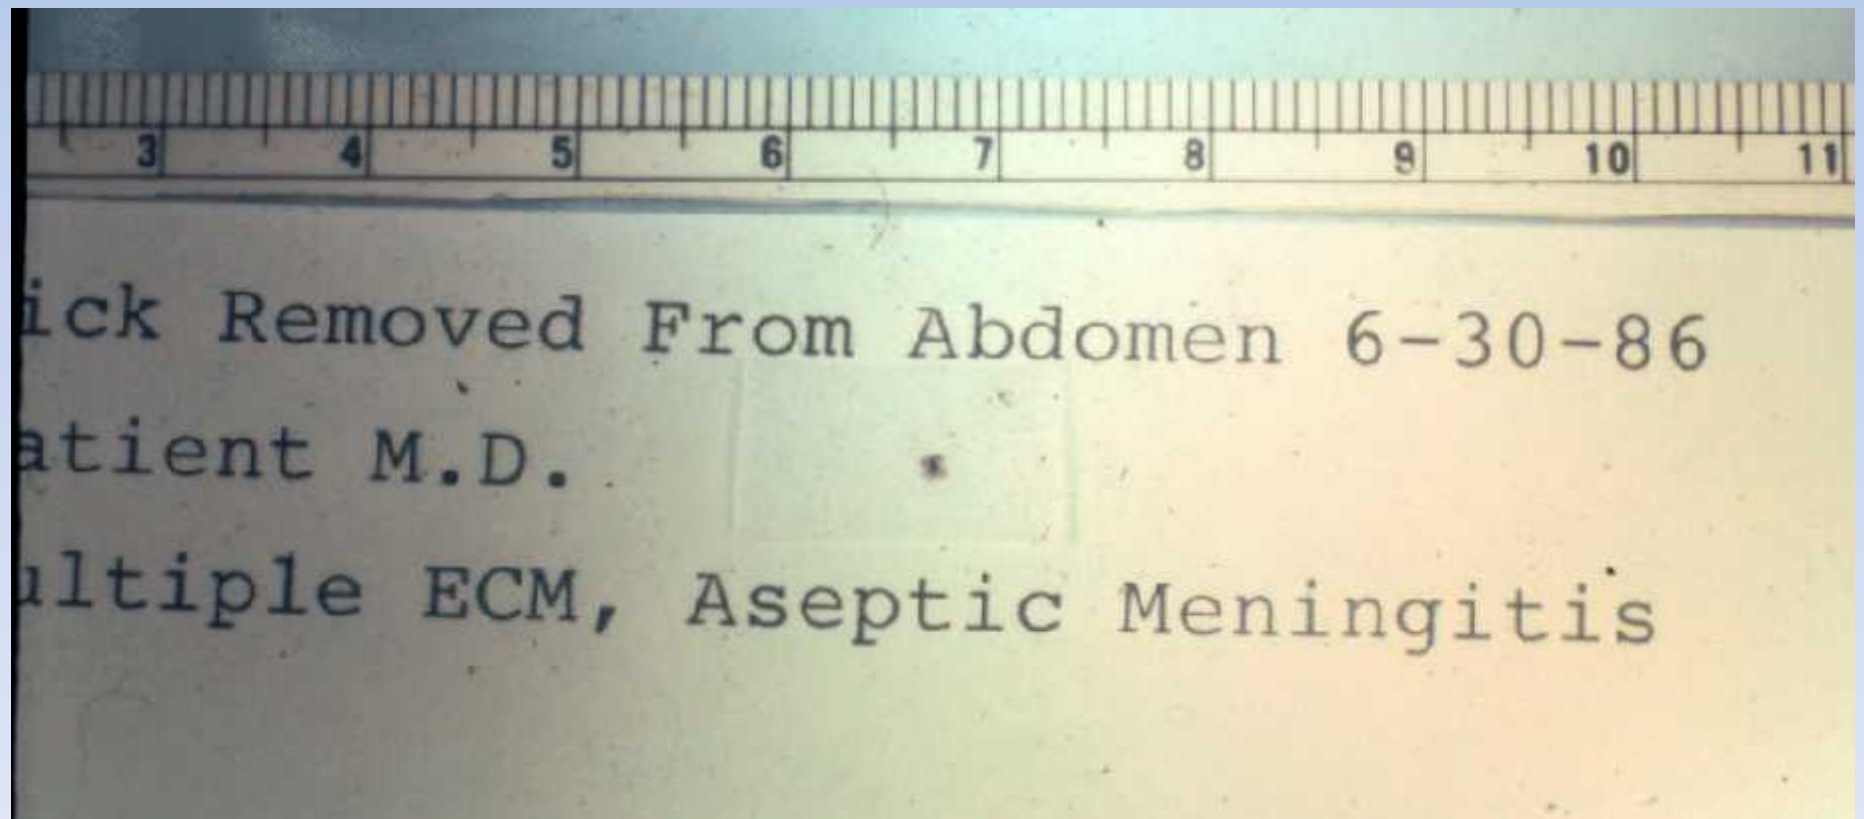 3 4 5 6 7 8 9 10 11
ick Removed From Abdomen 6-30-86
atient M.D.
ultiple ECM, Aseptic Meningitis